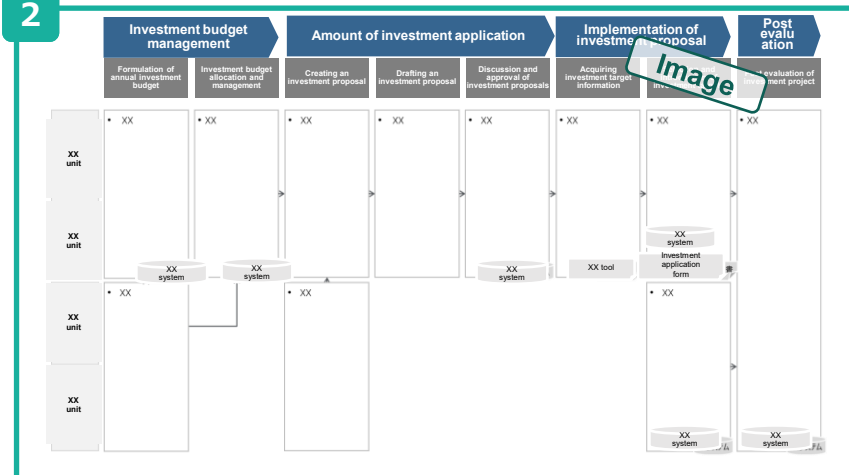 2
Investment budget
management
Amount of investment application
Implementation of
investment proposal
Post
evalu
ation
Formulation of
annual investment
budget
Investment budget
allocation and
management
Creating an
investment proposal
Drafting an
investment proposal
Discussion and
approval of
investment proposals
Acquiring
investment target
information
Image
evaluation of
investment project
XX
unit
XX
unit
XX
unit
XX
unit
• XX
• XX
• XX
• XX
• XX
• XX
• XX
• XX
XX
system
XX
system
XX
system
XX tool
XX
system
Investment
application
form
• XX
• XX
• XX
XX
system
XX
system